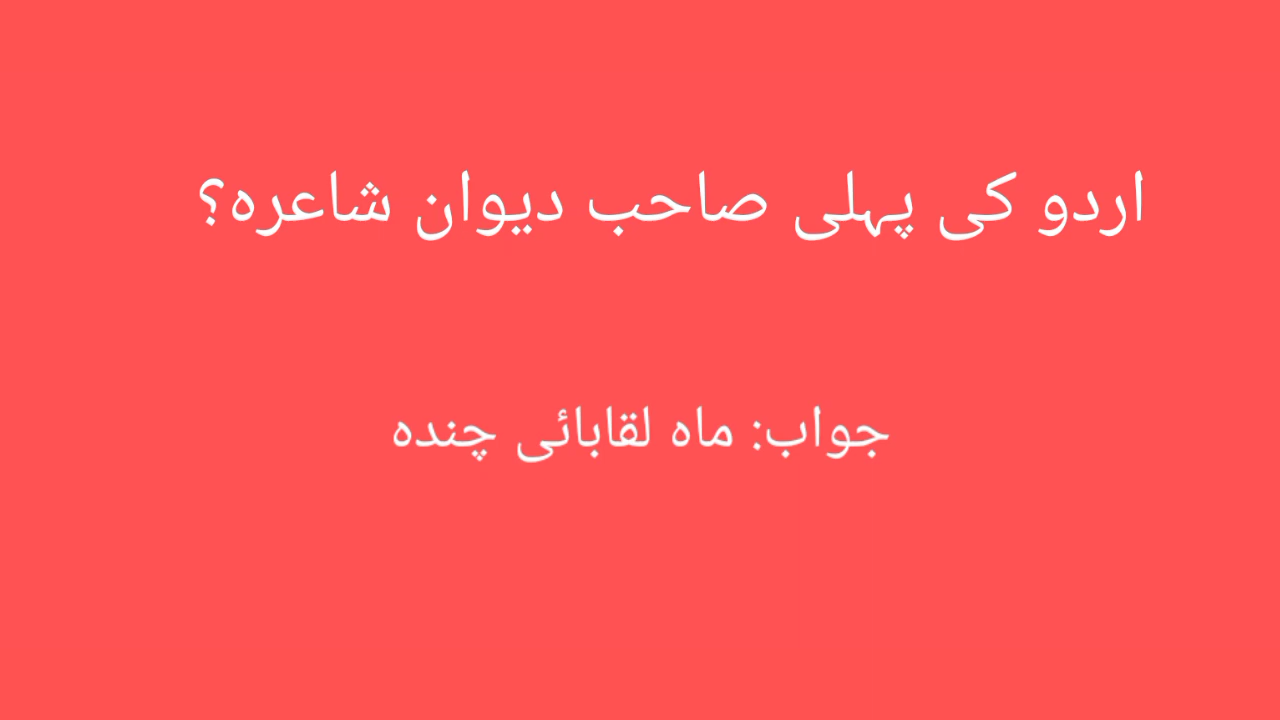 اردو کی پہلی صاحب دیوان شاعرہ؟
جواب: ماہ لقابائی چندہ